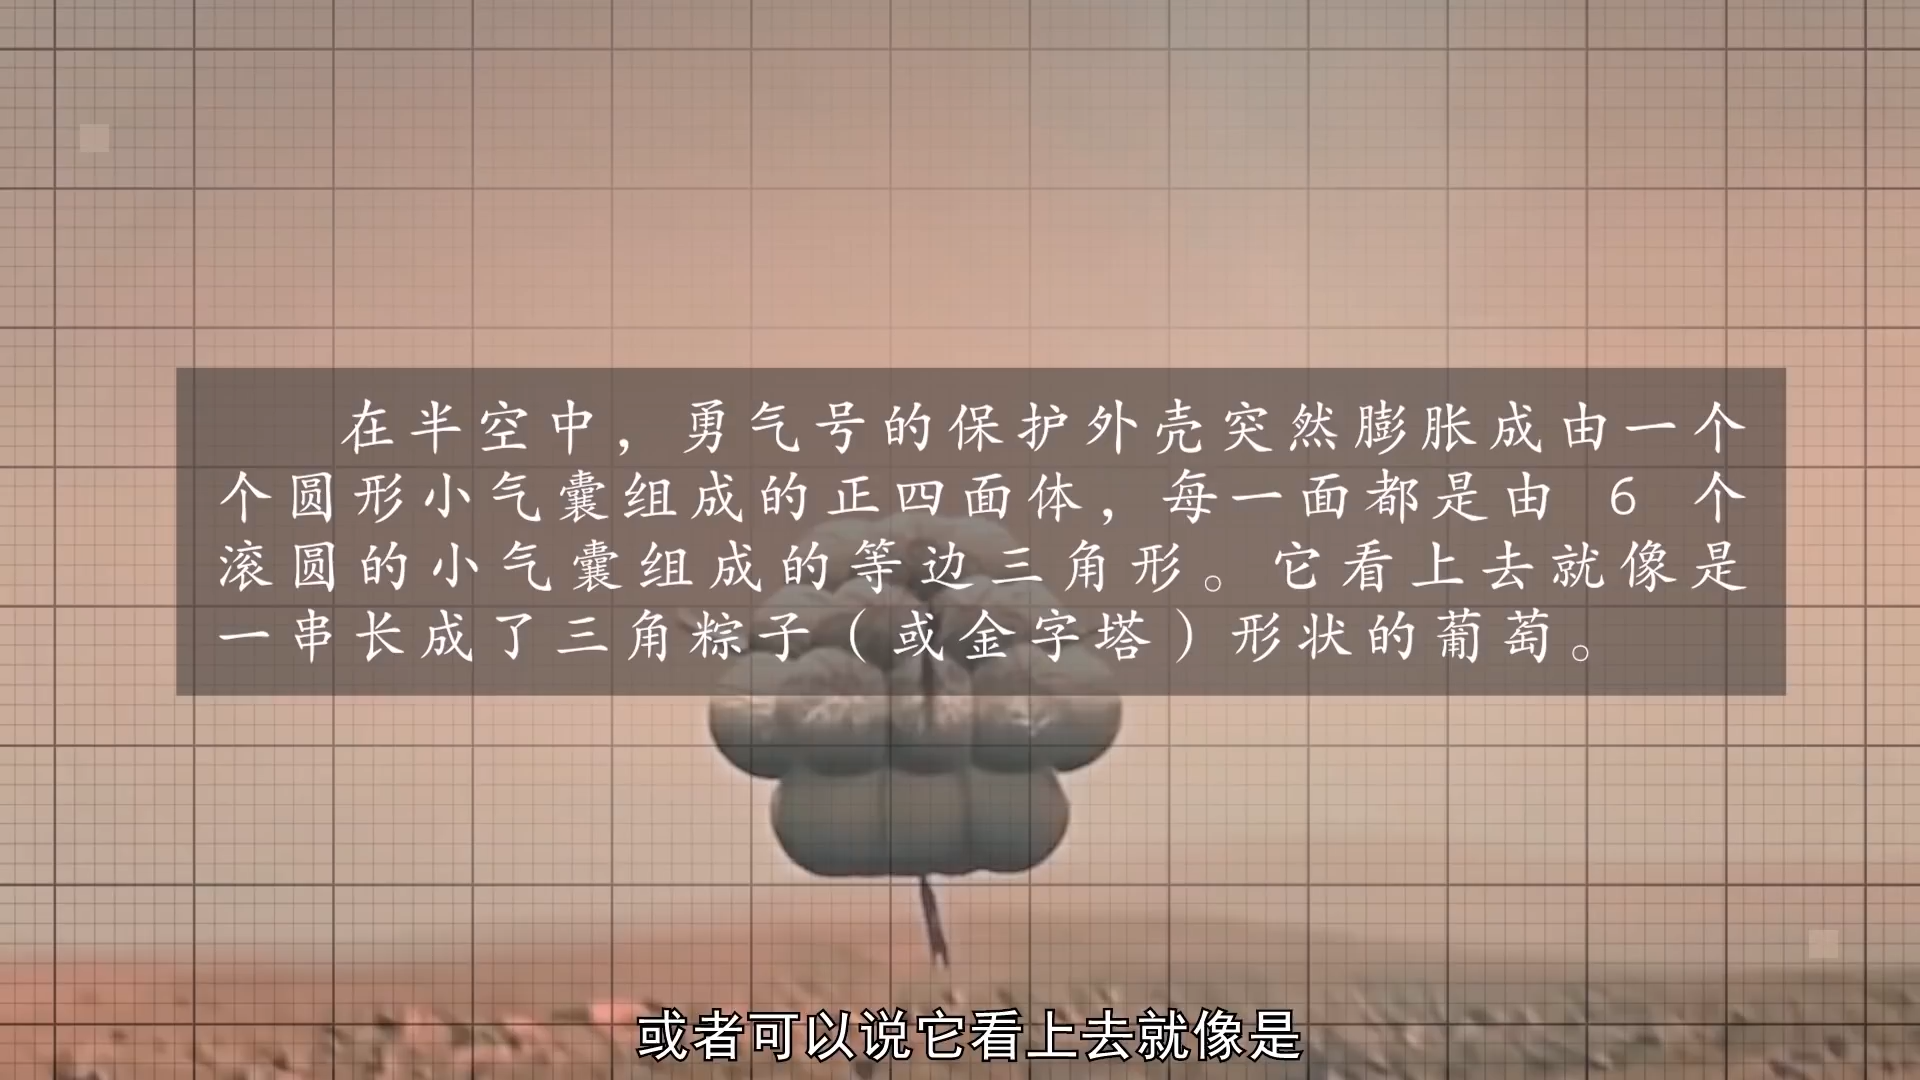 在半空中，勇气号的保护外壳突然膨胀成由一个
个圆形小气囊组成的正四面体，每一面都是由 6 个
滚圆的小气囊组成的等边三角形。它看上去就像是
一串长成了三角粽子（或金字塔）形状的葡萄。
或者可以说它看上去就像是